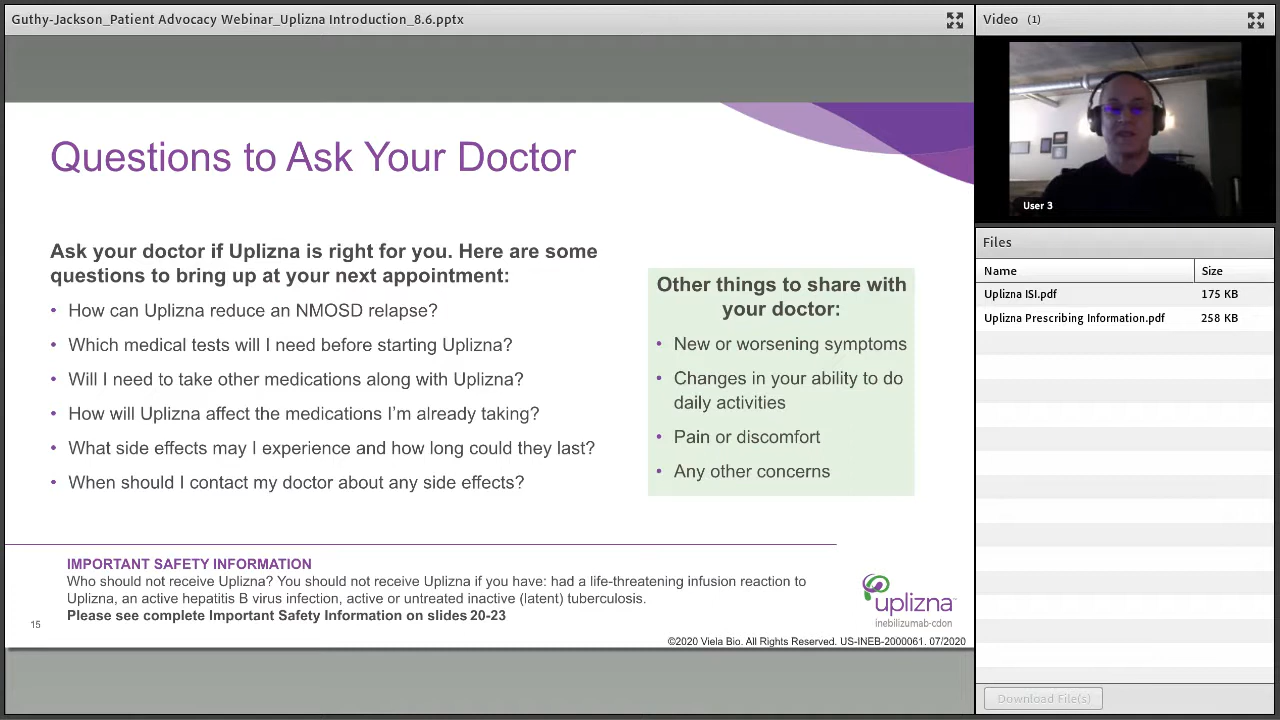 Guthy-Jackson_Patient Advocacy Webinar_Uplizna Introduction_8.6.pptx
Questions to Ask Your Doctor
Ask your doctor if Uplizna is right for you. Here are some
questions to bring up at your next appointment:
• How can Uplizna reduce an NMOSD relapse?
• Which medical tests will I need before starting Uplizna?
• Will I need to take other medications along with Uplizna?
• How will Uplizna affect the medications I'm already taking?
• What side effects may I experience and how long could they last?
• When should I contact my doctor about any side effects?
Other things to share with
your doctor:
• New or worsening symptoms
• Changes in your ability to do
daily activities
• Pain or discomfort
• Any other concerns
IMPORTANT SAFETY INFORMATION
Who should not receive Uplizna? You should not receive Uplizna if you have: had a life-threatening infusion reaction to
Uplizna, an active hepatitis B virus infection, active or untreated inactive (latent) tuberculosis.
Please see complete Important Safety Information on slides 20-23
15
uplizna™
inebilizumab-cdon
©2020 Viela Bio. All Rights Reserved. US-INEB-2000061. 07/2020
Video (1)
User 3
Files
Name Size
Uplizna ISI.pdf 175 KB
Uplizna Prescribing Information.pdf 258 KB
Download File(s)